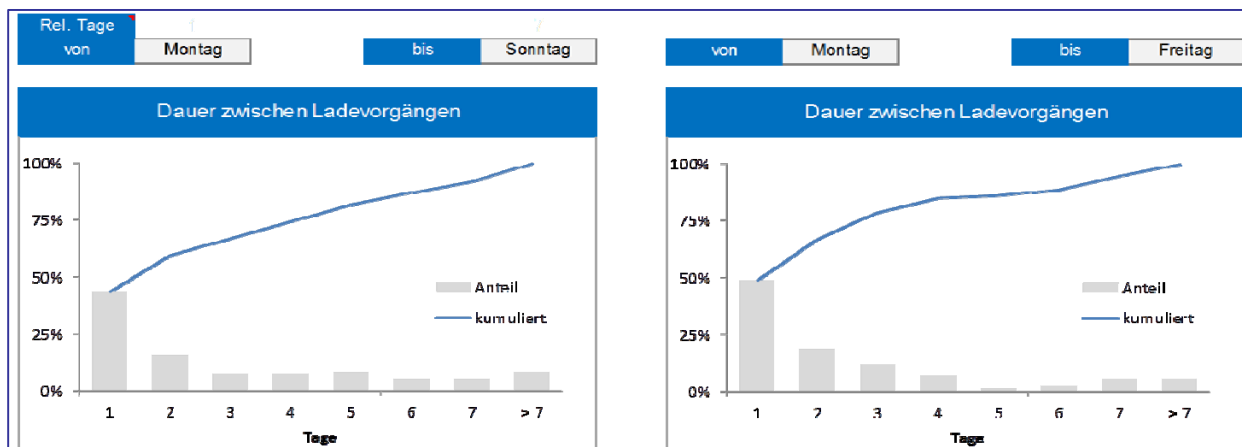 Rel. Tage 1 7
von Montag bis Sonntag
von Montag bis Freitag
Dauer zwischen Ladevorgängen
100%
75%
50%
25%
0%
Anteil
kumuliert
1 2 3 4 5 6 7 > 7
Tage
Dauer zwischen Ladevorgängen
100%
75%
50%
25%
0%
Anteil
kumuliert
1 2 3 4 5 6 7 > 7
Tage